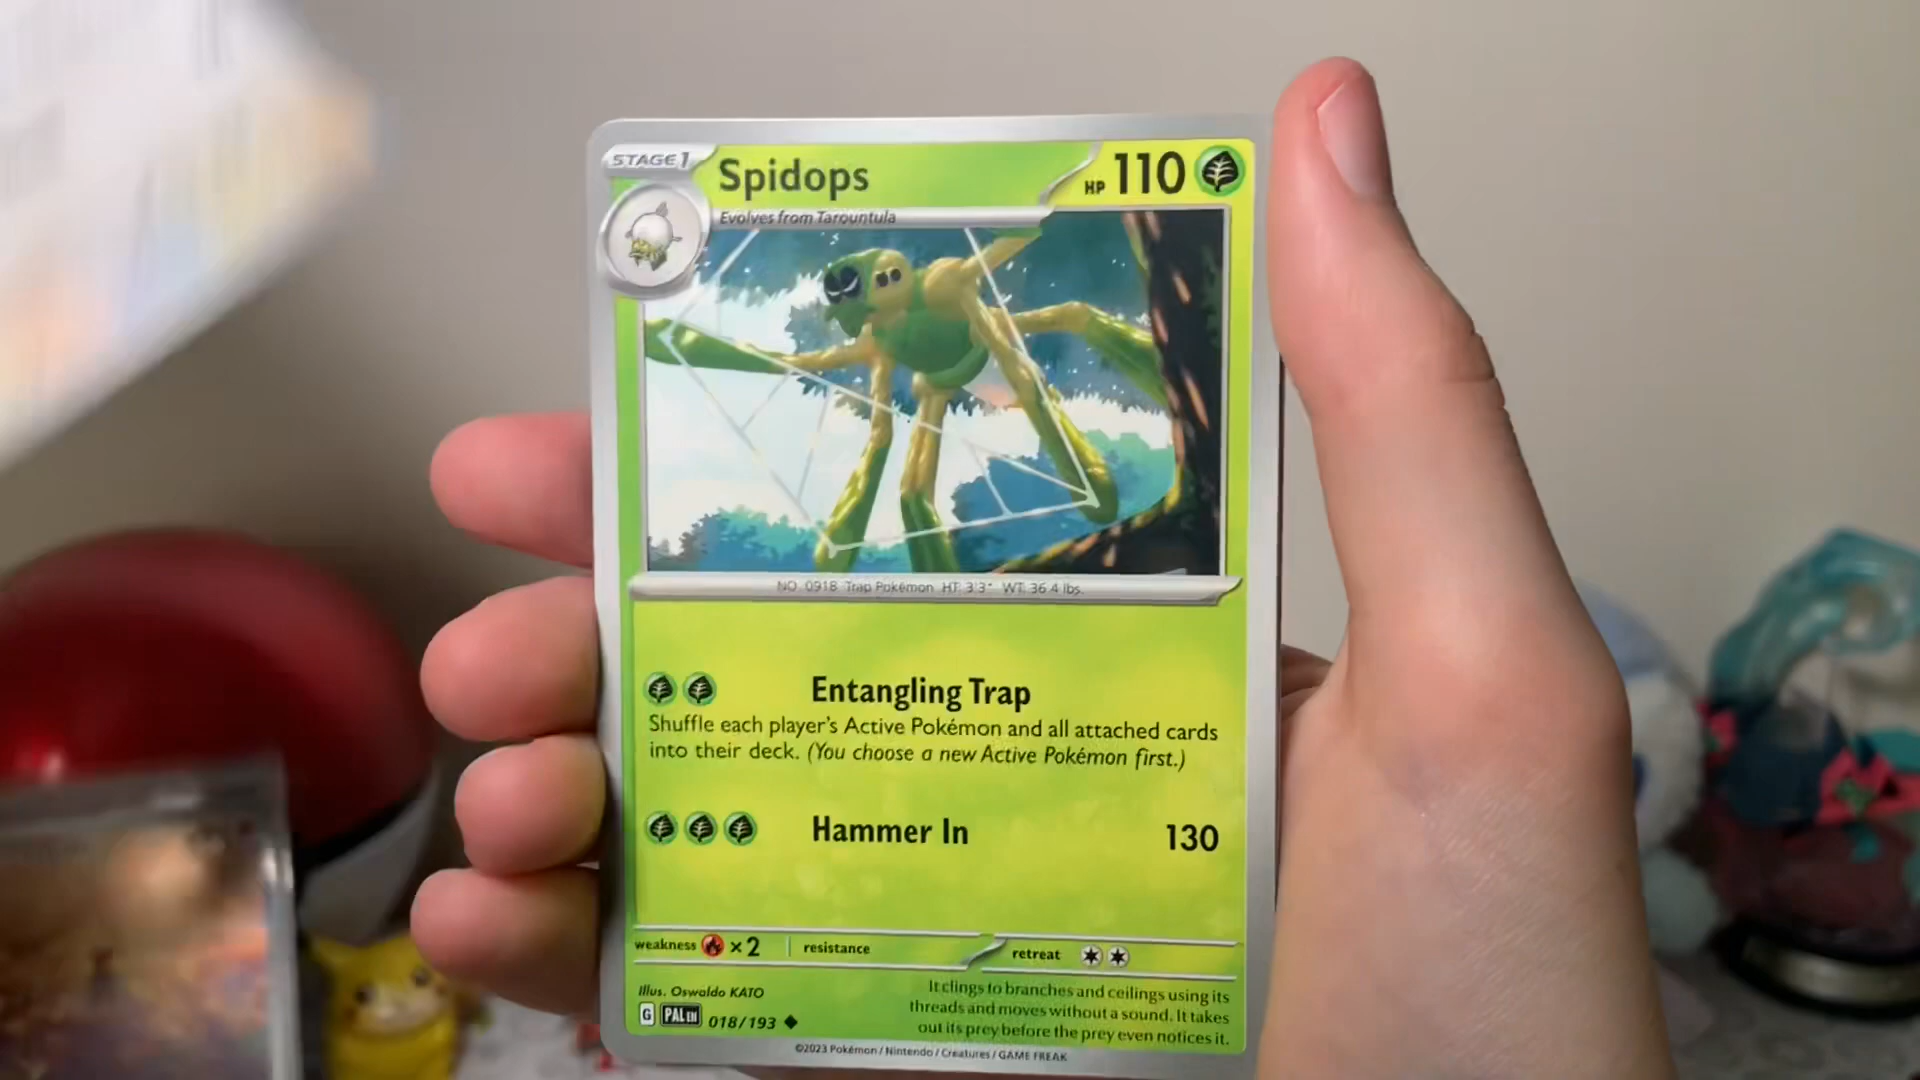 STAGE 1
Spidops
HP 110
Evolves from Tarountula
NO. 0918 Trap Pokémon HT: 3'3" WT: 36.4 lbs.
Entangling Trap
Shuffle each player's Active Pokémon and all attached cards
into their deck. (You choose a new Active Pokémon first.)
Hammer In 130
weakness ×2 resistance retreat
Illus. Oswaldo KATO
It clings to branches and ceilings using its
threads and moves without a sound. It takes
out its prey before the prey even notices it.
G PAL EN 018/193
©2023 Pokémon / Nintendo / Creatures / GAME FREAK